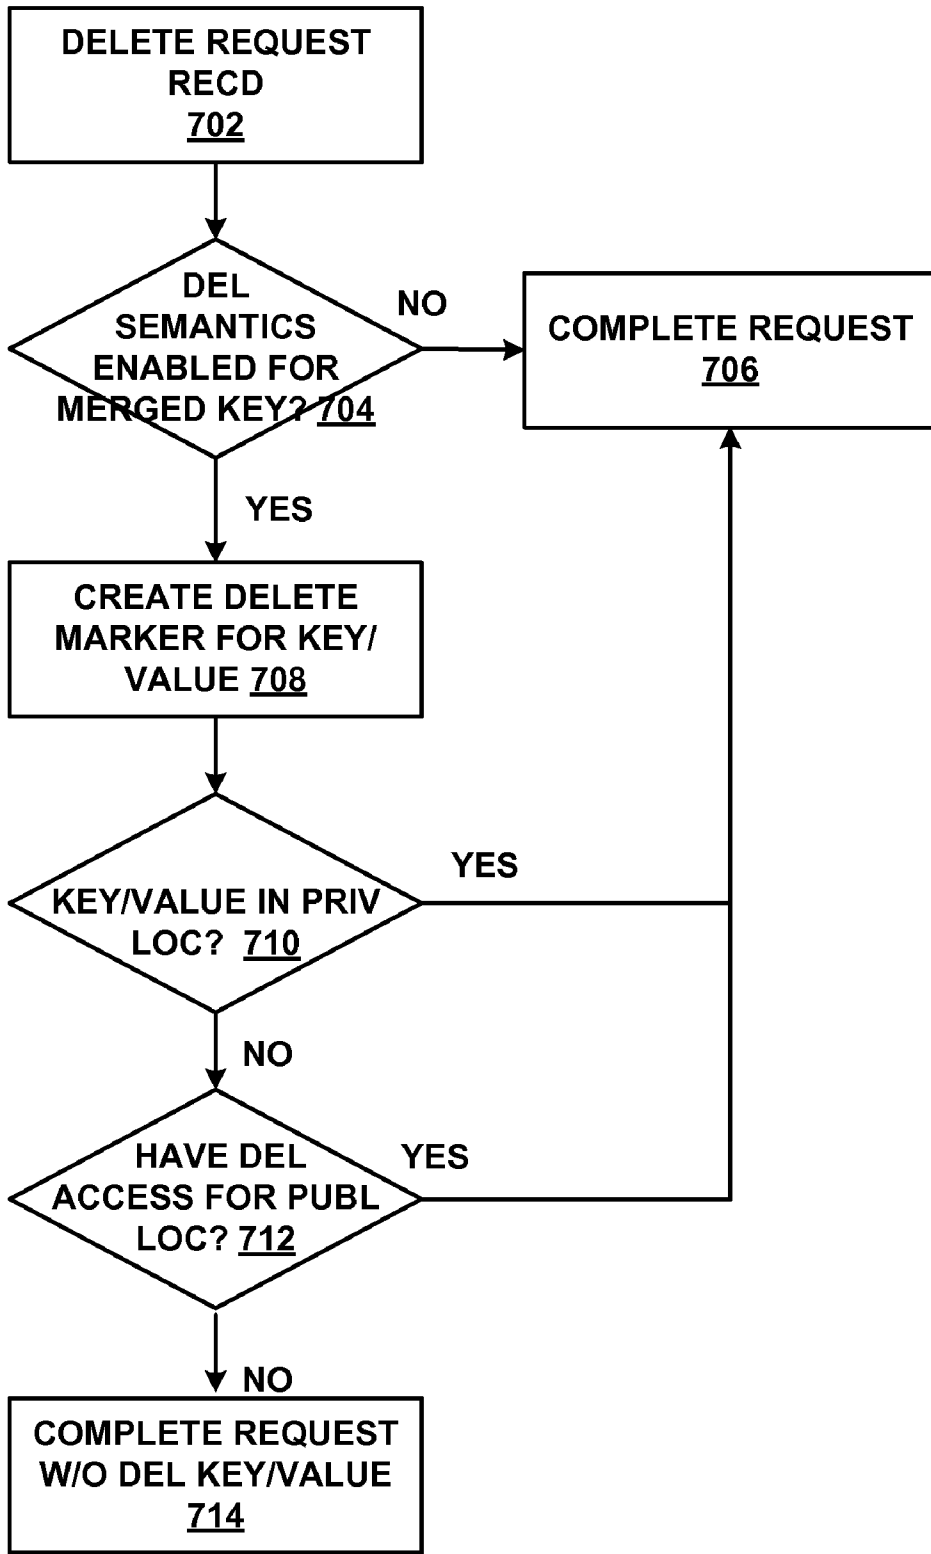 DELETE REQUEST
RECD
702
DEL
SEMANTICS
ENABLED FOR
MERGED KEY? 704
NO
COMPLETE REQUEST
706
YES
CREATE DELETE
MARKER FOR KEY/
VALUE 708
KEY/VALUE IN PRIV
LOC? 710
YES
NO
HAVE DEL
ACCESS FOR PUBL
LOC? 712
YES
NO
COMPLETE REQUEST
W/O DEL KEY/VALUE
714